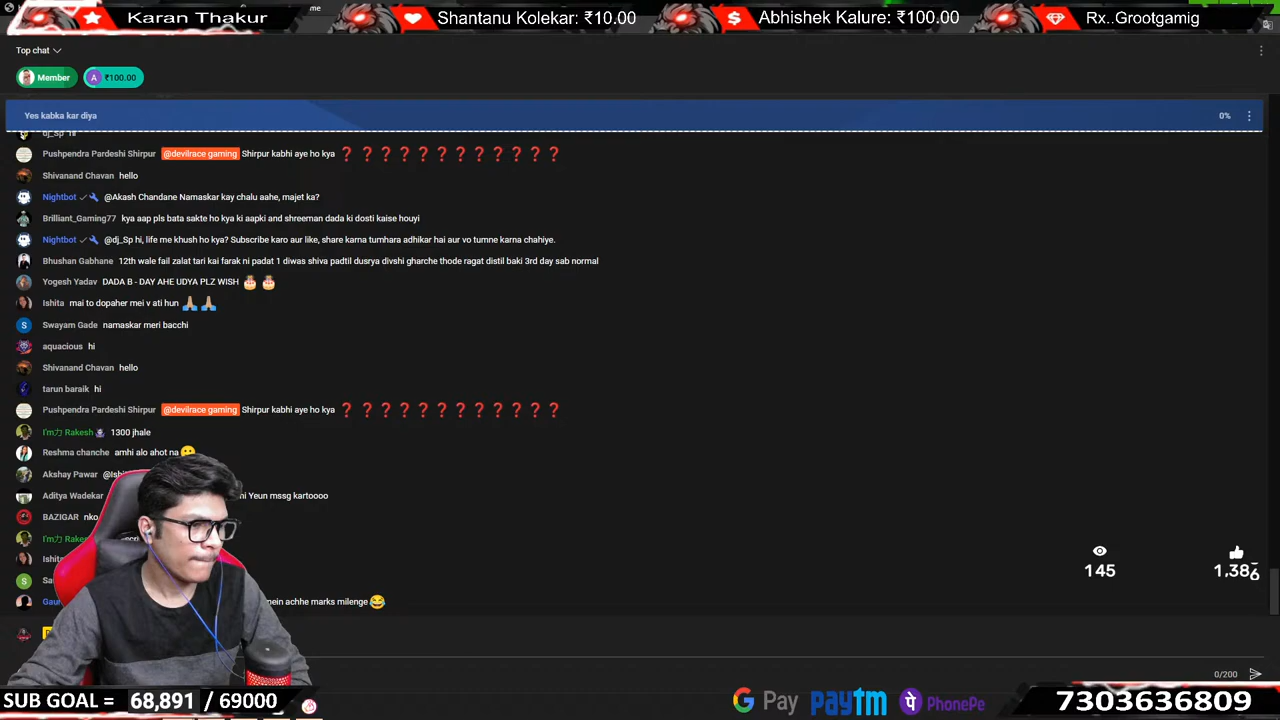 me
Karan Thakur
Shantanu Kolekar: ₹10.00
Abhishek Kalure: ₹100.00
Rx..Grootgamig
Top chat
Member
A ₹100.00
Yes kabka kar diya 0%
dj_Sp hi
Pushpendra Pardeshi Shirpur @devilrace gaming Shirpur kabhi aye ho kya ❓ ❓ ❓ ❓ ❓ ❓ ❓ ❓ ❓ ❓ ❓ ❓
Shivanand Chavan hello
Nightbot @Akash Chandane Namaskar kay chalu aahe, majet ka?
Brilliant_Gaming77 kya aap pls bata sakte ho kya ki aapki and shreeman dada ki dosti kaise houyi
Nightbot @dj_Sp hi, life me khush ho kya? Subscribe karo aur like, share karna tumhara adhikar hai aur vo tumne karna chahiye.
Bhushan Gabhane 12th wale fail zalat tari kai farak ni padat 1 diwas shiva padtil dusrya divshi gharche thode ragat distil baki 3rd day sab normal
Yogesh Yadav DADA B - DAY AHE UDYA PLZ WISH 🎂 🎂
Ishita mai to dopaher mei v ati hun 🙏🏽 🙏🏽
S Swayam Gade namaskar meri bacchi
aquacious hi
Shivanand Chavan hello
tarun baraik hi
Pushpendra Pardeshi Shirpur @devilrace gaming Shirpur kabhi aye ho kya ❓ ❓ ❓ ❓ ❓ ❓ ❓ ❓ ❓ ❓ ❓ ❓
I'm力 Rakesh 1300 jhale
Reshma chanche amhi alo ahot na
Akshay Pawar
Aditya Wadekar Yeun mssg kartoooo
BAZIGAR nko
I'm力
Ishita
S
mein achhe marks milenge 😂
145
1,386
0/200
SUB GOAL = 68,891 / 69000
G Pay paytm PhonePe 7303636809